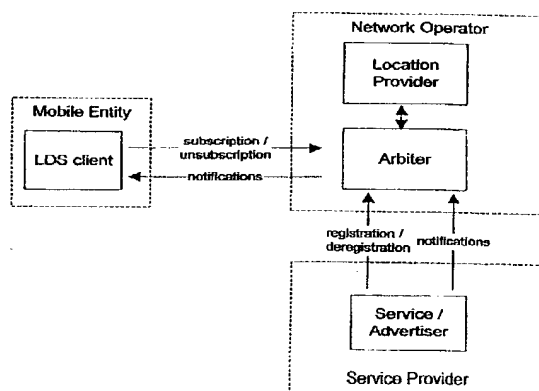 Network Operator
Location
Provider
Mobile Entity
LDS client
subscription /
unsubscription
notifications
Arbiter
registration /
deregistration
notifications
Service /
Advertiser
Service Provider